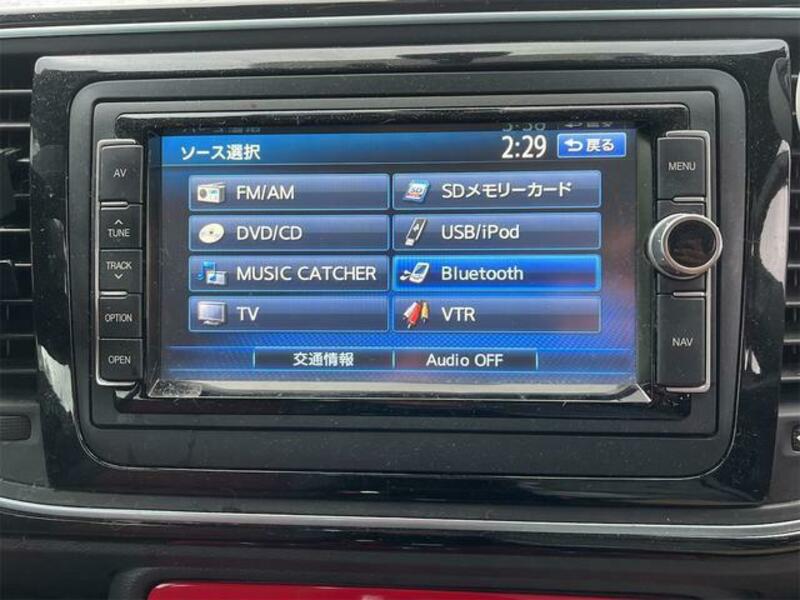 ソース選択
2:29
戻る
FM/AM
SDメモリーカード
DVD/CD
USB/iPod
MUSIC CATCHER
Bluetooth
TV
VTR
交通情報
Audio OFF
AV
TUNE
TRACK
OPTION
OPEN
MENU
NAV